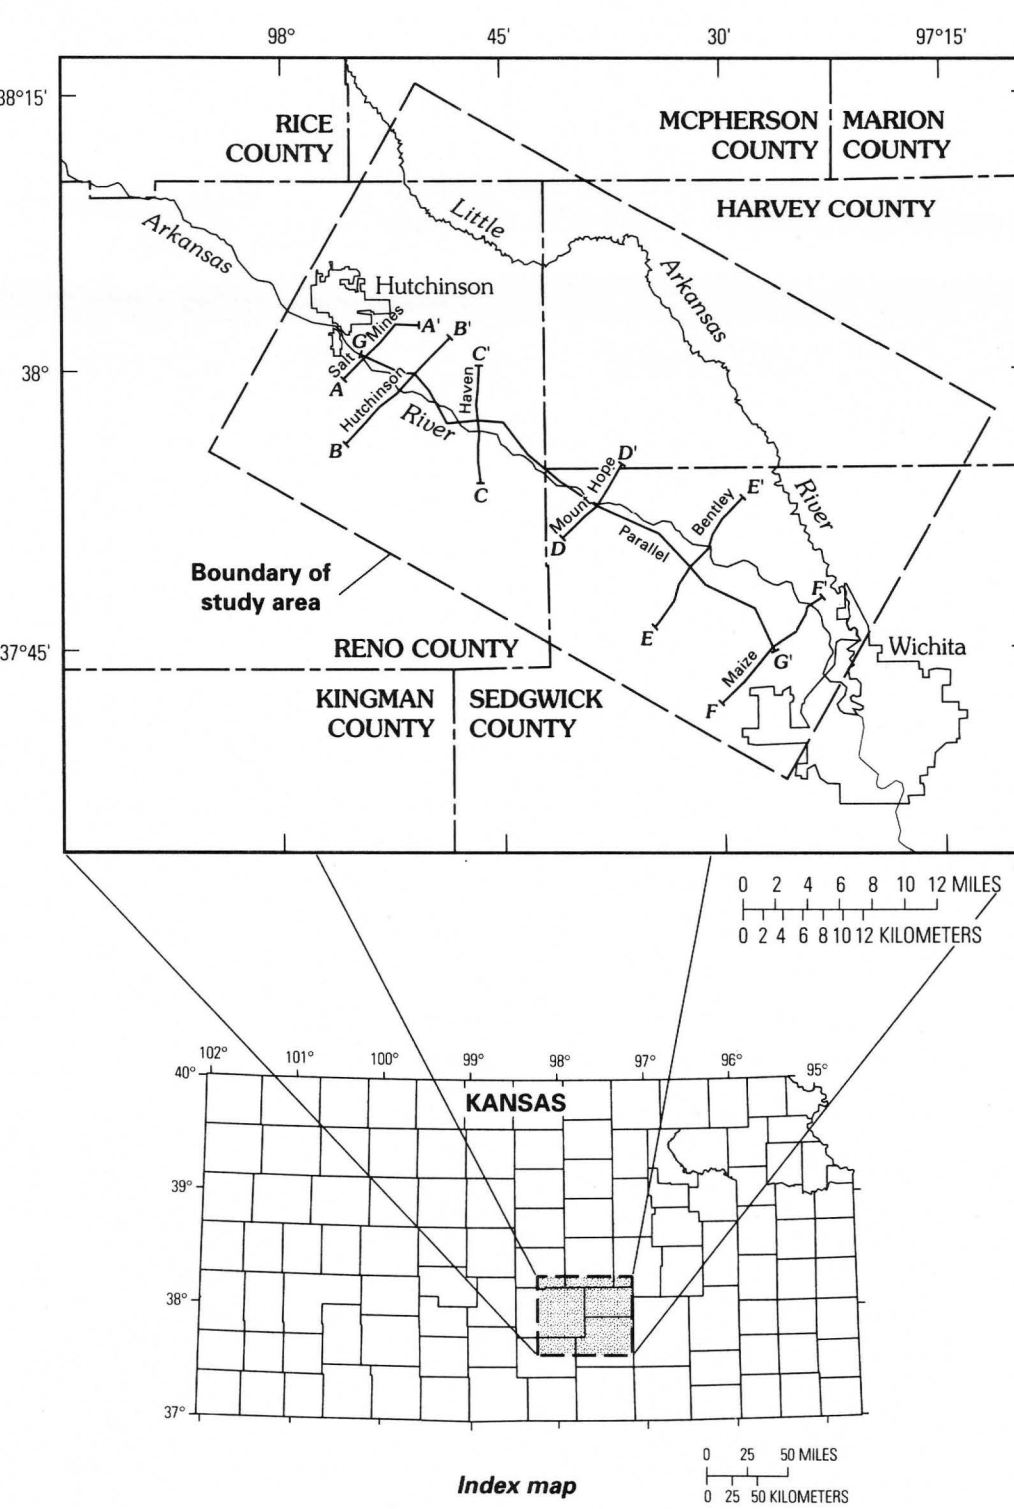 98° 45' 30' 97°15'
38°15'
RICE
COUNTY
MCPHERSON
COUNTY
MARION
COUNTY
HARVEY COUNTY
Little
Arkansas
Arkansas
Hutchinson
Salt Mines
A'
B'
G
C'
38°
A
Hutchinson
Haven
River
B
C
D'
Mount Hope
D
Parallel
Bentley
E'
River
Boundary of
study area
E
F'
37°45'
RENO COUNTY
Maize
G'
Wichita
F
KINGMAN
COUNTY
SEDGWICK
COUNTY
0 2 4 6 8 10 12 MILES
0 2 4 6 8 10 12 KILOMETERS
102° 101° 100° 99° 98° 97° 96° 95°
40°
KANSAS
39°
38°
37°
0 25 50 MILES
Index map
0 25 50 KILOMETERS